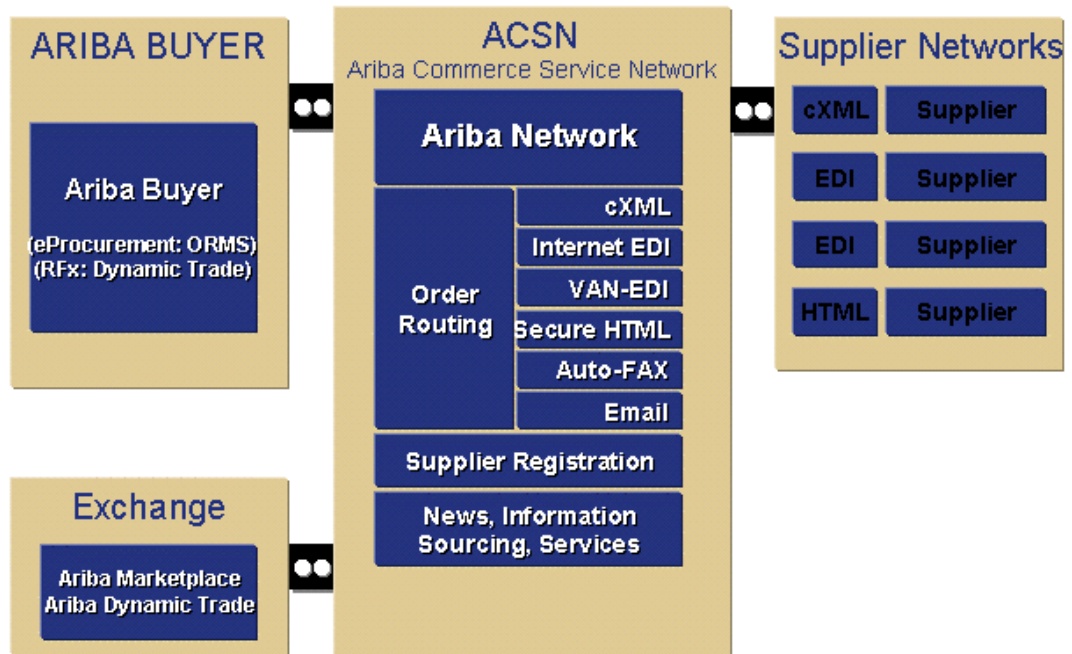 ARIBA BUYER
Ariba Buyer
(eProcurement: ORMS)
(RFx: Dynamic Trade)
Exchange
Ariba Marketplace
Ariba Dynamic Trade
ACSN
Ariba Commerce Service Network
Ariba Network
Order
Routing
cXML
Internet EDI
VAN-EDI
Secure HTML
Auto-FAX
Email
Supplier Registration
News, Information
Sourcing, Services
Supplier Networks
cXML Supplier
EDI Supplier
EDI Supplier
HTML Supplier